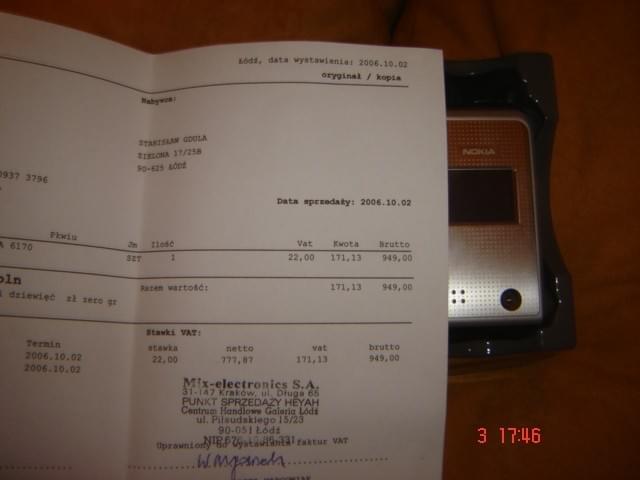 Łódź, data wystawienia: 2006.10.02
oryginał / kopia
Nabywca:
STANISŁAW GDULA
ZIELONA 17/25B
90-625 ŁÓDŹ
0937 3796
Data sprzedaży: 2006.10.02
Pkwiu Jm Ilość Vat Kwota Brutto
A 6170 SZT 1 22,00 171,13 949,00
oln Razem wartość: 171,13 949,00
i dziewięć zł zero gr
Stawki VAT:
Termin stawka netto vat brutto
2006.10.02 22,00 777,87 171,13 949,00
2006.10.02
Mix-electronics S.A.
31-147 Kraków, ul. Długa 65
PUNKT SPRZEDAŻY HEYAH
Centrum Handlowe Galeria Łódź
ul. Piłsudskiego 15/23
90-051 Łódź
NIP 676
Uprawniony do wystawienia faktur VAT
NOKIA
3 17:46